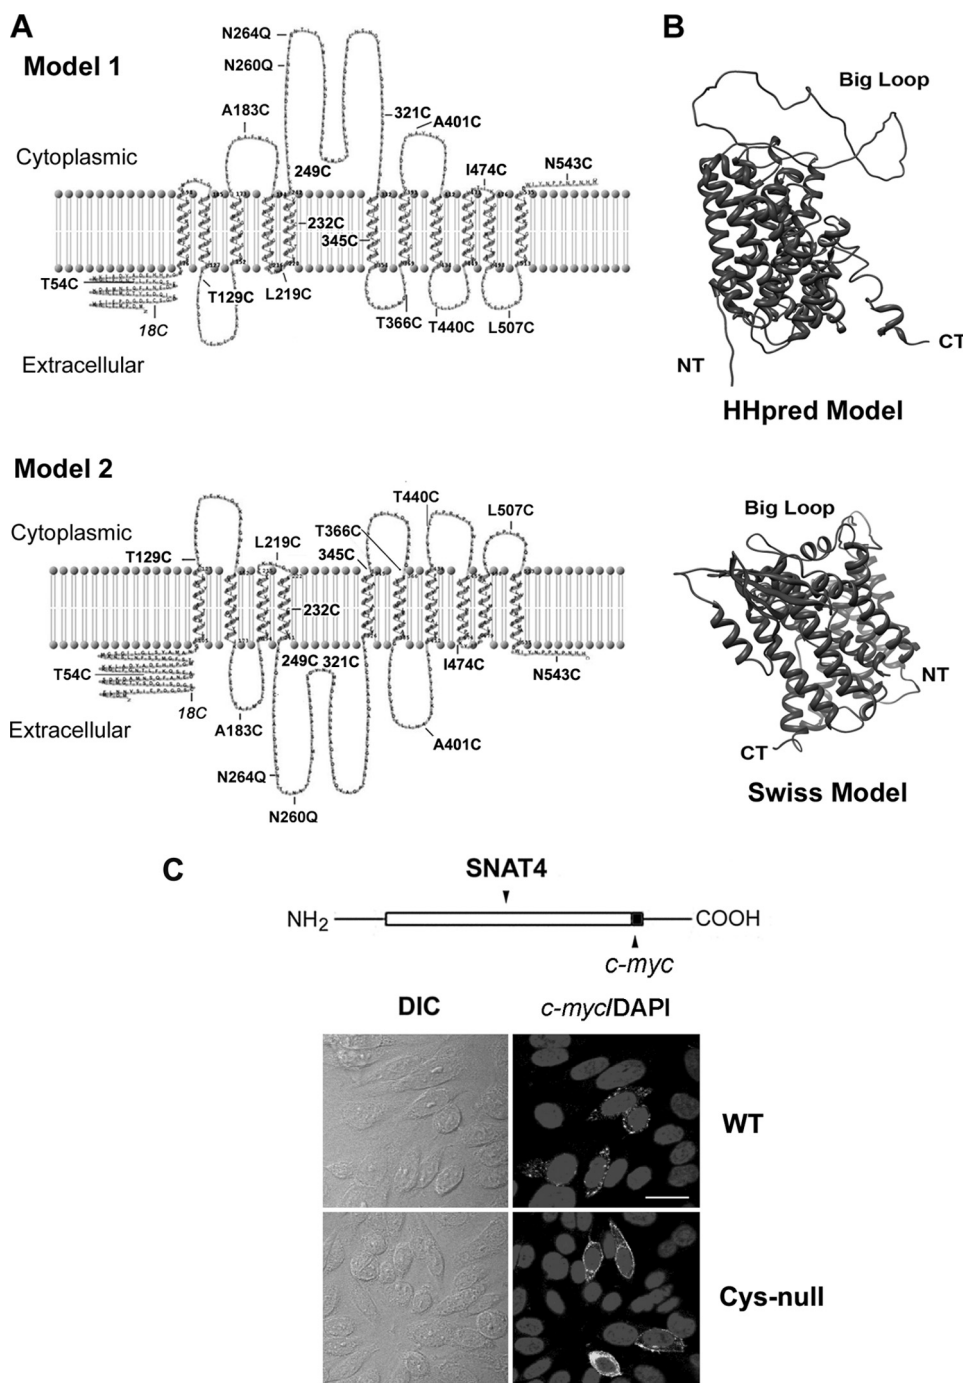 A
Model 1
N264Q
N260Q
A183C
321C
A401C
Cytoplasmic
249C
I474C
N543C
232C
345C
T54C
18C
T129C
L219C
T366C
T440C
L507C
Extracellular
B
Big Loop
NT
CT
HHpred Model
Model 2
Cytoplasmic
T129C
L219C
T366C
345C
T440C
L507C
232C
T54C
18C
249C
321C
I474C
N543C
Extracellular
A183C
A401C
N264Q
N260Q
Big Loop
NT
CT
Swiss Model
C
SNAT4
NH2
COOH
c-myc
DIC
c-myc/DAPI
WT
Cys-null